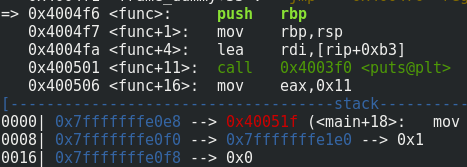 => 0x4004f6 <func>: push rbp
0x4004f7 <func+1>: mov rbp,rsp
0x4004fa <func+4>: lea rdi,[rip+0xb3]
0x400501 <func+11>: call 0x4003f0 <puts@plt>
0x400506 <func+16>: mov eax,0x11
[------------------------------------stack-------------
0000| 0x7fffffffe0e8 --> 0x40051f (<main+18>: mov
0008| 0x7fffffffe0f0 --> 0x7fffffffe1e0 --> 0x1
0016| 0x7fffffffe0f8 --> 0x0